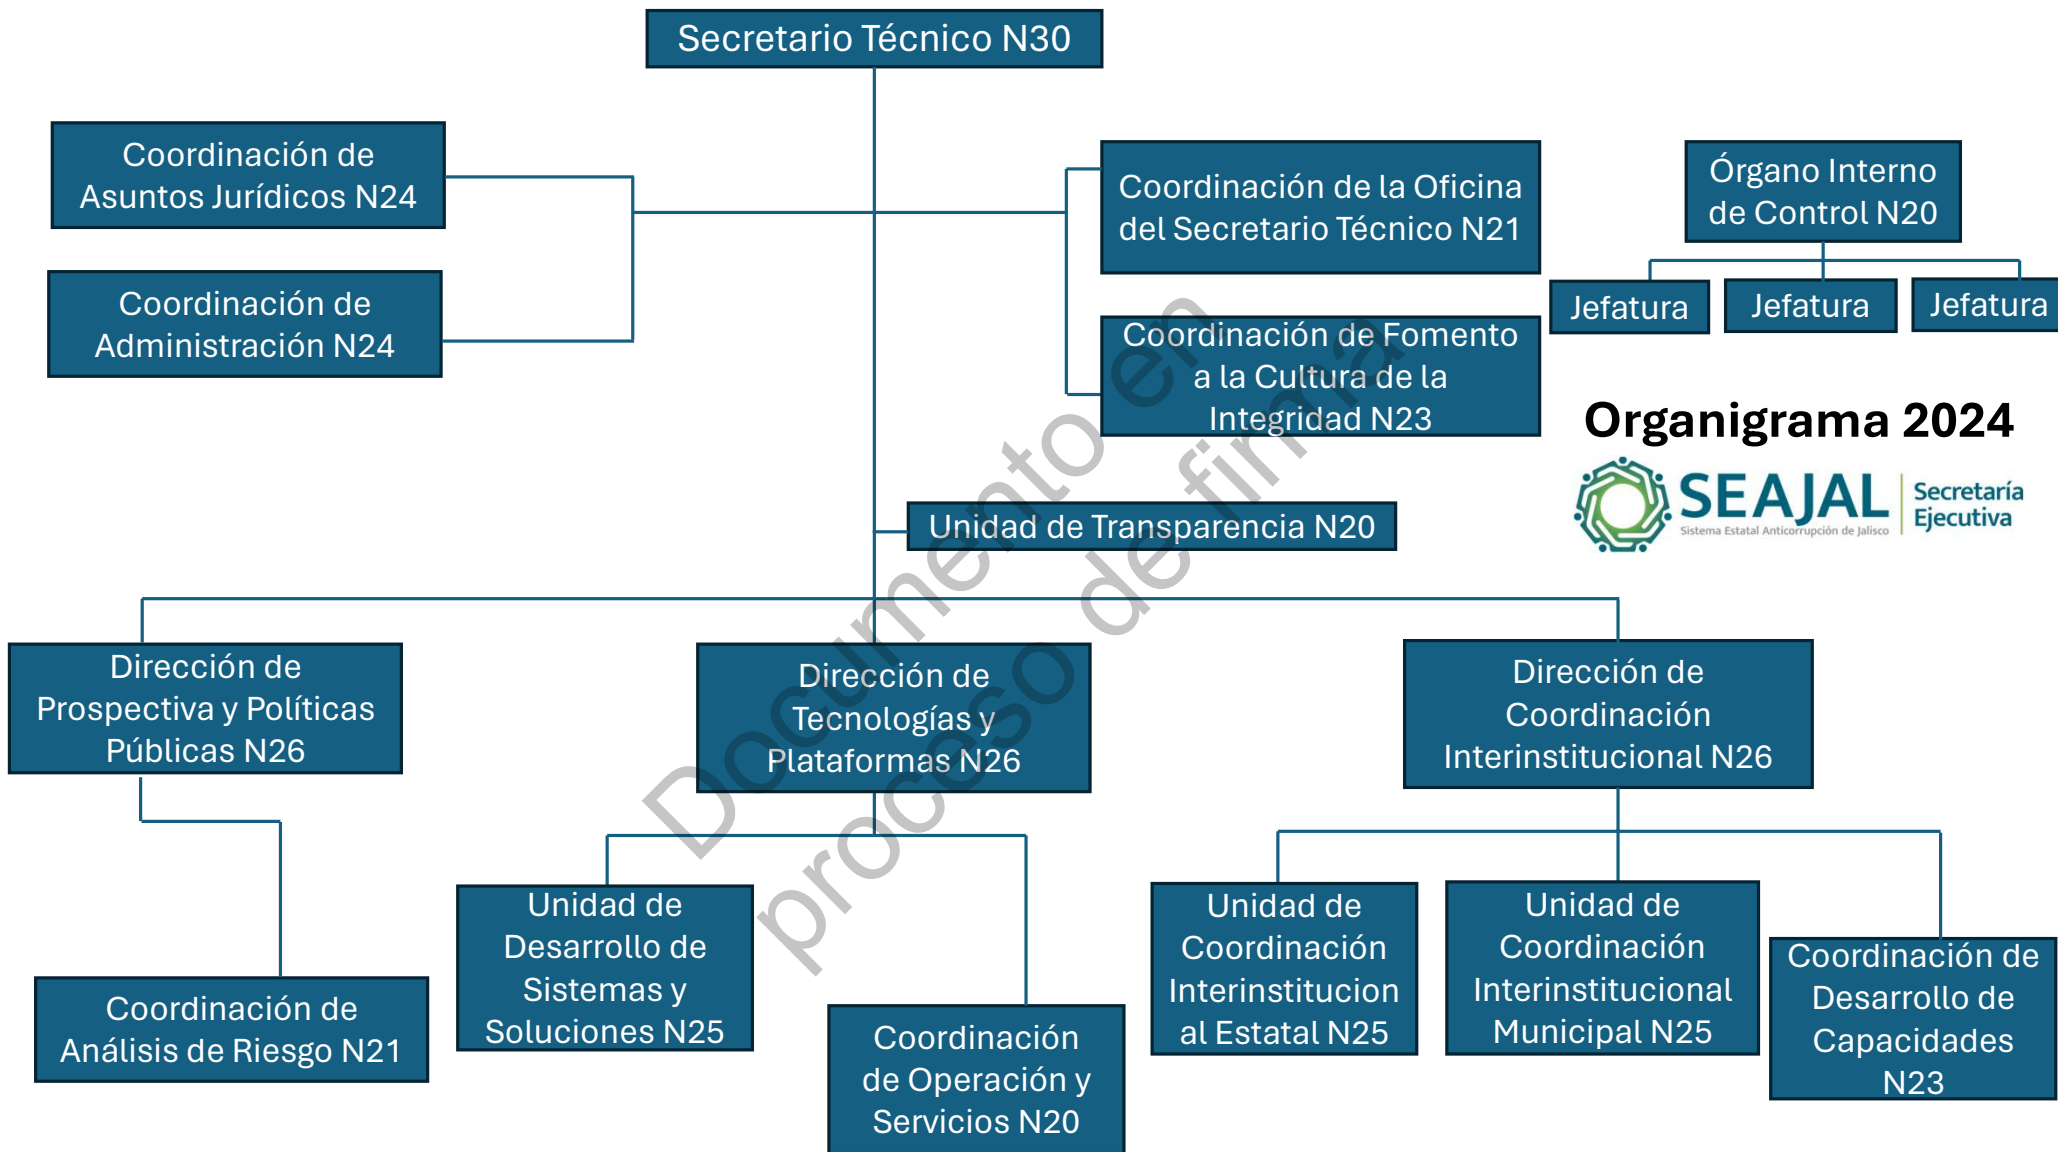 Secretario Técnico N30
Coordinación de
Asuntos Jurídicos N24
Coordinación de
Administración N24
Coordinación de la Oficina
del Secretario Técnico N21
Coordinación de Fomento
a la Cultura de la
Integridad N23
Órgano Interno
de Control N20
Jefatura
Jefatura
Jefatura
Organigrama 2024
SEAJAL
Sistema Estatal Anticorrupción de Jalisco
Secretaría
Ejecutiva
Unidad de Transparencia N20
Dirección de
Prospectiva y Políticas
Públicas N26
Dirección de
Tecnologías y
Plataformas N26
Dirección de
Coordinación
Interinstitucional N26
Coordinación de
Análisis de Riesgo N21
Unidad de
Desarrollo de
Sistemas y
Soluciones N25
Coordinación
de Operación y
Servicios N20
Unidad de
Coordinación
Interinstitucion
al Estatal N25
Unidad de
Coordinación
Interinstitucional
Municipal N25
Coordinación de
Desarrollo de
Capacidades
N23
Documento en
proceso de firma